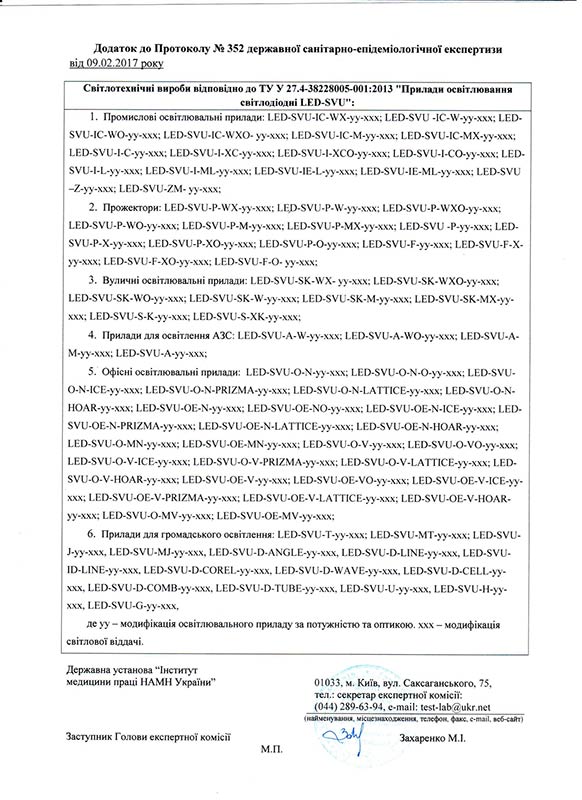 Додаток до Протоколу № 352 державної санітарно-епідеміологічної експертизи
від 09.02.2017 року
Світлотехнічні вироби відповідно до ТУ У 27.4-38228005-001:2013 "Прилади освітлювання
світлодіодні LED-SVU":
1. Промислові освітлювальні прилади: LED-SVU-IC-WX-yy-xxx; LED-SVU -IC-W-yy-xxx; LED-
SVU-IC-WO-yy-xxx; LED-SVU-IC-WXO- yy-xxx; LED-SVU-IC-M-yy-xxx; LED-SVU-IC-MX-yy-xxx;
LED-SVU-I-C-yy-xxx; LED-SVU-I-XC-yy-xxx; LED-SVU-I-XCO-yy-xxx; LED-SVU-I-CO-yy-xxx; LED-
SVU-I-L-yy-xxx; LED-SVU-I-ML-yy-xxx; LED-SVU-IE-L-yy-xxx; LED-SVU-IE-ML-yy-xxx; LED-SVU
–Z-yy-xxx; LED-SVU-ZM- yy-xxx;
2. Прожектори: LED-SVU-P-WX-yy-xxx; LED-SVU-P-W-yy-xxx; LED-SVU-P-WXO-yy-xxx;
LED-SVU-P-WO-yy-xxx; LED-SVU-P-M-yy-xxx; LED-SVU-P-MX-yy-xxx; LED-SVU -P-yy-xxx; LED-
SVU-P-X-yy-xxx; LED-SVU-P-XO-yy-xxx; LED-SVU-P-O-yy-xxx; LED-SVU-F-yy-xxx; LED-SVU-F-X-
yy-xxx; LED-SVU-F-XO-yy-xxx; LED-SVU-F-O- yy-xxx;
3. Вуличні освітлювальні прилади: LED-SVU-SK-WX- yy-xxx; LED-SVU-SK-WXO-yy-xxx;
LED-SVU-SK-WO-yy-xxx; LED-SVU-SK-W-yy-xxx; LED-SVU-SK-M-yy-xxx; LED-SVU-SK-MX-yy-
xxx; LED-SVU-S-K-yy-xxx; LED-SVU-S-XK-yy-xxx;
4. Прилади для освітлення АЗС: LED-SVU-A-W-yy-xxx; LED-SVU-A-WO-yy-xxx; LED-SVU-A-
M-yy-xxx; LED-SVU-A-yy-xxx;
5. Офісні освітлювальні прилади: LED-SVU-O-N-yy-xxx; LED-SVU-O-N-O-yy-xxx; LED-SVU-
O-N-ICE-yy-xxx; LED-SVU-O-N-PRIZMA-yy-xxx; LED-SVU-O-N-LATTICE-yy-xxx; LED-SVU-O-N-
HOAR-yy-xxx; LED-SVU-OE-N-yy-xxx; LED-SVU-OE-NO-yy-xxx; LED-SVU-OE-N-ICE-yy-xxx; LED-
SVU-OE-N-PRIZMA-yy-xxx; LED-SVU-OE-N-LATTICE-yy-xxx; LED-SVU-OE-N-HOAR-yy-xxx;
LED-SVU-O-MN-yy-xxx; LED-SVU-OE-MN-yy-xxx; LED-SVU-O-V-yy-xxx; LED-SVU-O-VO-yy-xxx;
LED-SVU-O-V-ICE-yy-xxx; LED-SVU-O-V-PRIZMA-yy-xxx; LED-SVU-O-V-LATTICE-yy-xxx; LED-
SVU-O-V-HOAR-yy-xxx; LED-SVU-OE-V-yy-xxx; LED-SVU-OE-VO-yy-xxx; LED-SVU-OE-V-ICE-yy-
xxx; LED-SVU-OE-V-PRIZMA-yy-xxx; LED-SVU-OE-V-LATTICE-yy-xxx; LED-SVU-OE-V-HOAR-
yy-xxx; LED-SVU-O-MV-yy-xxx; LED-SVU-OE-MV-yy-xxx;
6. Прилади для громадського освітлення: LED-SVU-T-yy-xxx; LED-SVU-MT-yy-xxx; LED-SVU-
J-yy-xxx, LED-SVU-MJ-yy-xxx, LED-SVU-D-ANGLE-yy-xxx, LED-SVU-D-LINE-yy-xxx, LED-SVU-
ID-LINE-yy-xxx, LED-SVU-D-COREL-yy-xxx, LED-SVU-D-WAVE-yy-xxx, LED-SVU-D-CELL-yy-
xxx, LED-SVU-D-COMB-yy-xxx, LED-SVU-D-TUBE-yy-xxx, LED-SVU-U-yy-xxx, LED-SVU-H-yy-
xxx, LED-SVU-G-yy-xxx,
де yy – модифікація освітлювального приладу за потужністю та оптикою. xxx – модифікація
світлової віддачі.
Державна установа “Інститут
медицини праці НАМН України”
01033, м. Київ, вул. Саксаганського, 75,
тел.: секретар експертної комісії:
(044) 289-63-94, e-mail: test-lab@ukr.net
(найменування, місцезнаходження, телефон, факс, e-mail, веб-сайт)
Заступник Голови експертної комісії
Захаренко М.І.
М.П.